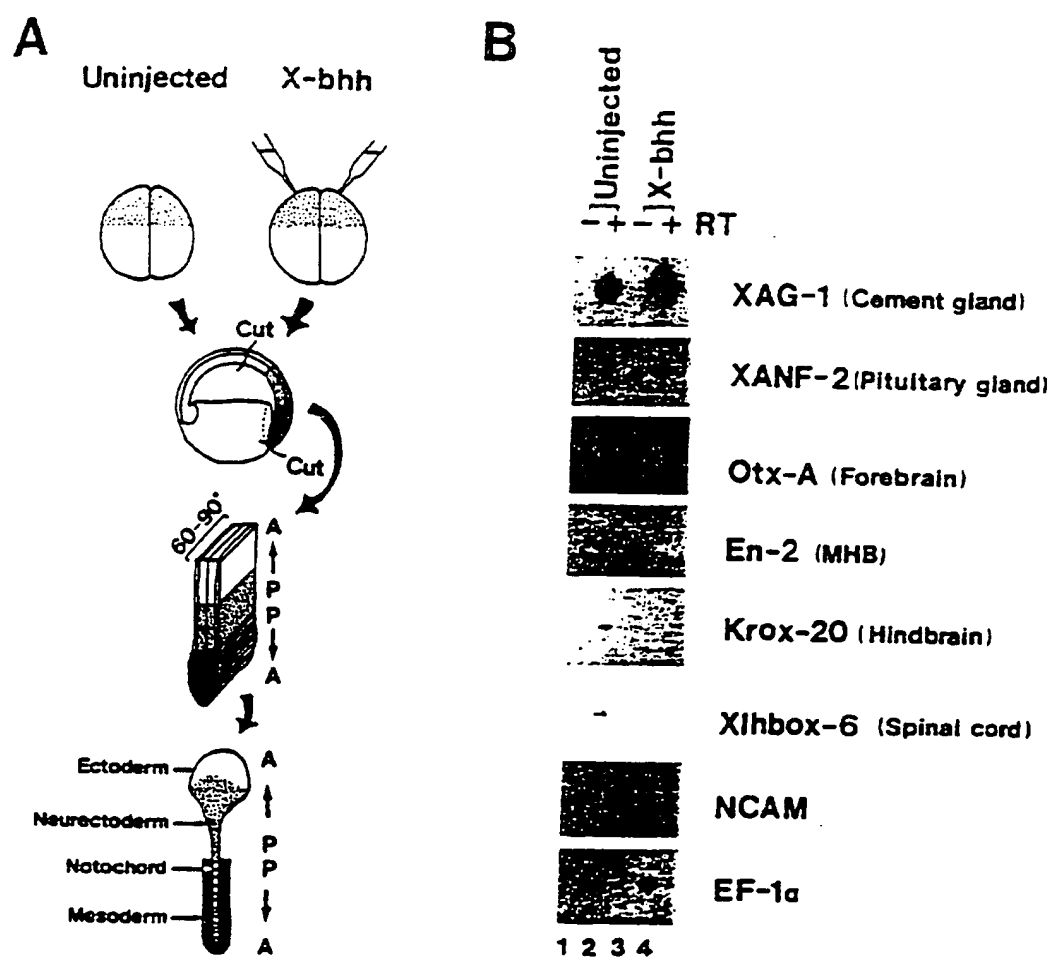 A
Uninjected X-bhh
Cut
Cut
60-90°
A
P
P
A
Ectoderm
Neurectoderm
Notochord
Mesoderm
A
P
P
A
B
Uninjected
X-bhh
- + - + RT
XAG-1 (Cement gland)
XANF-2 (Pituitary gland)
Otx-A (Forebrain)
En-2 (MHB)
Krox-20 (Hindbrain)
Xlhbox-6 (Spinal cord)
NCAM
EF-1α
1 2 3 4